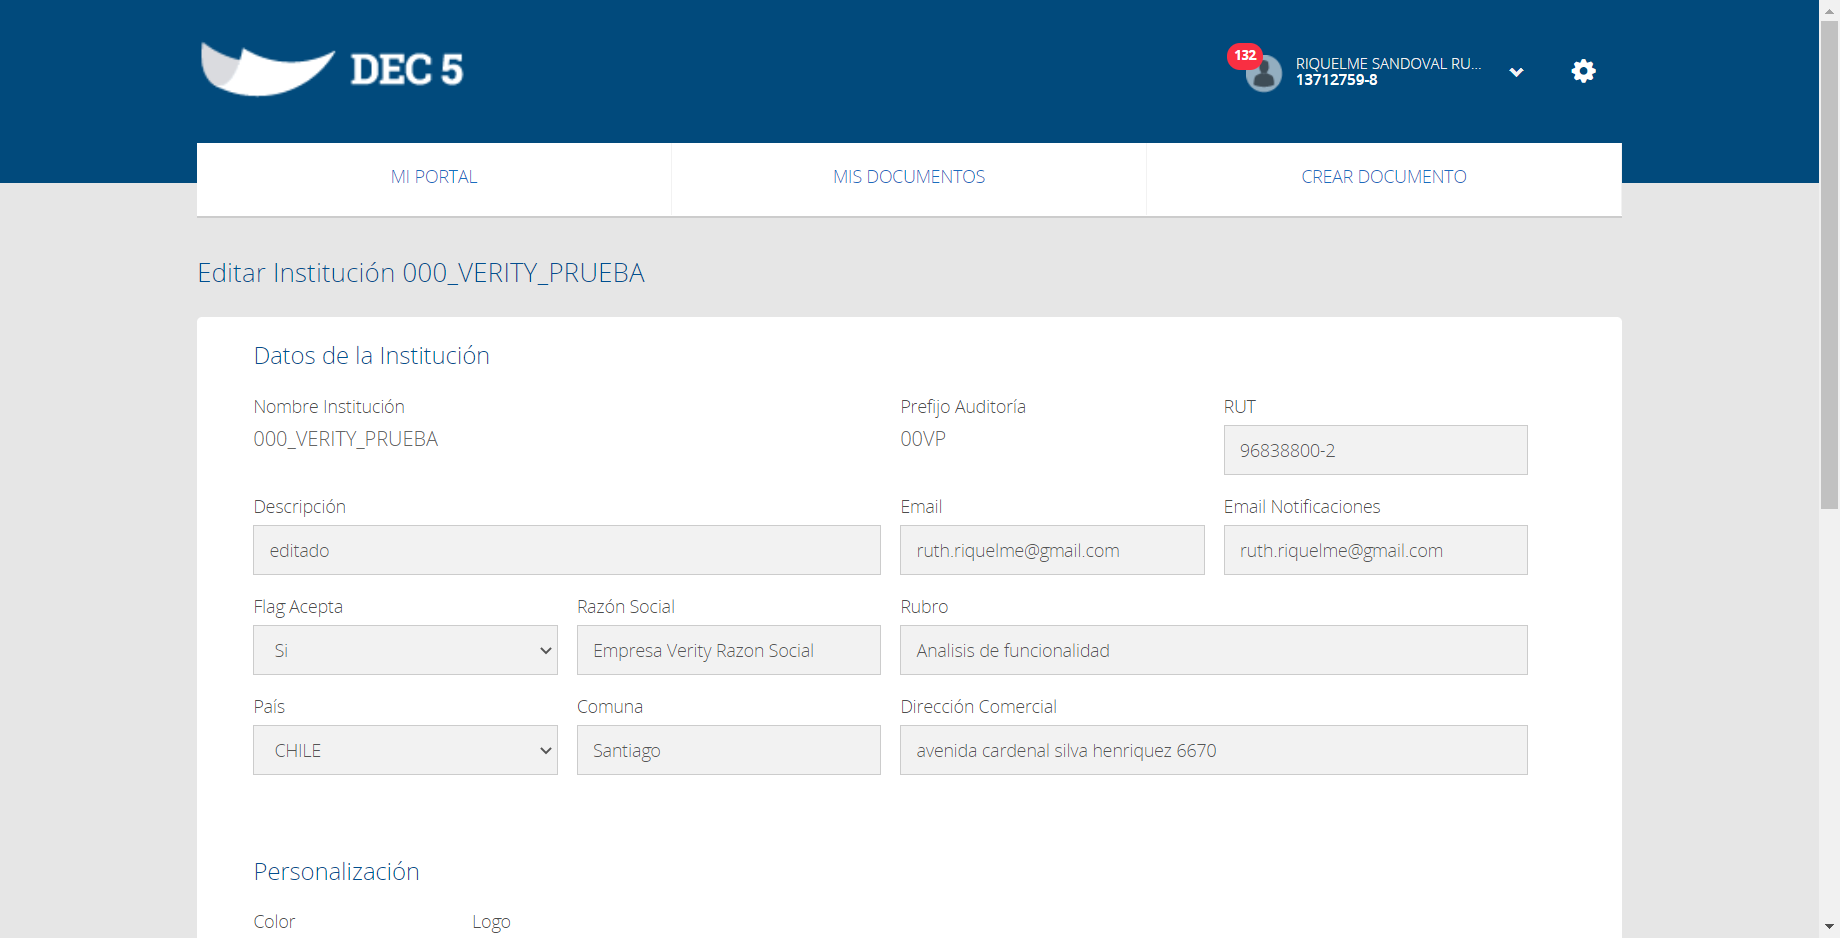 DEC 5
132
RIQUELME SANDOVAL RU...
13712759-8
MI PORTAL
MIS DOCUMENTOS
CREAR DOCUMENTO
Editar Institución 000_VERITY_PRUEBA
Datos de la Institución
Nombre Institución
000_VERITY_PRUEBA
Prefijo Auditoría
00VP
RUT
96838800-2
Descripción
editado
Email
ruth.riquelme@gmail.com
Email Notificaciones
ruth.riquelme@gmail.com
Flag Acepta
Si
Razón Social
Empresa Verity Razon Social
Rubro
Analisis de funcionalidad
País
CHILE
Comuna
Santiago
Dirección Comercial
avenida cardenal silva henriquez 6670
Personalización
Color
Logo